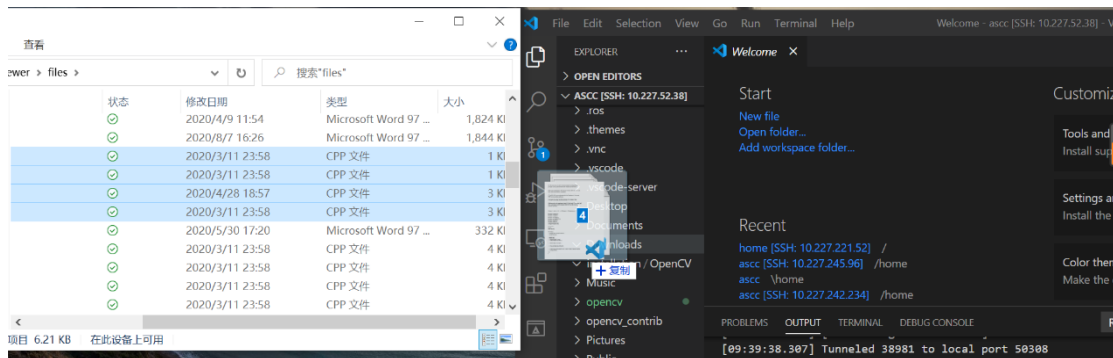 查看
ewer › files ›
搜索"files"
状态 修改日期 类型 大小
2020/4/9 11:54 Microsoft Word 97 ... 1,824 KI
2020/8/7 16:26 Microsoft Word 97 ... 1,844 KI
2020/3/11 23:58 CPP 文件 1 KI
2020/3/11 23:58 CPP 文件 1 KI
2020/4/28 18:57 CPP 文件 3 KI
2020/3/11 23:58 CPP 文件 3 KI
2020/5/30 17:20 Microsoft Word 97 ... 332 KI
2020/3/11 23:58 CPP 文件 4 KI
2020/3/11 23:58 CPP 文件 4 KI
2020/3/11 23:58 CPP 文件 4 KI
2020/3/11 23:58 CPP 文件 4 KI
项目 6.21 KB 在此设备上可用
File Edit Selection View Go Run Terminal Help Welcome - ascc [SSH: 10.227.52.38] - V
EXPLORER ...
OPEN EDITORS
ASCC [SSH: 10.227.52.38]
.ros
.themes
.vnc
.vscode
.vscode-server
Desktop
Documents
nloads
/ OpenCV
Music
opencv
opencv_contrib
Pictures
4
1
+ 复制
Welcome
Start
New file
Open folder...
Add workspace folder...
Recent
home [SSH: 10.227.221.52] /
ascc [SSH: 10.227.245.96] /home
ascc \home
ascc [SSH: 10.227.242.234] /home
Customiz
Tools and
Install sup
Settings a
Install the
Color ther
Make the
PROBLEMS OUTPUT TERMINAL DEBUG CONSOLE
[09:39:38.307] Tunneled 38981 to local port 50308